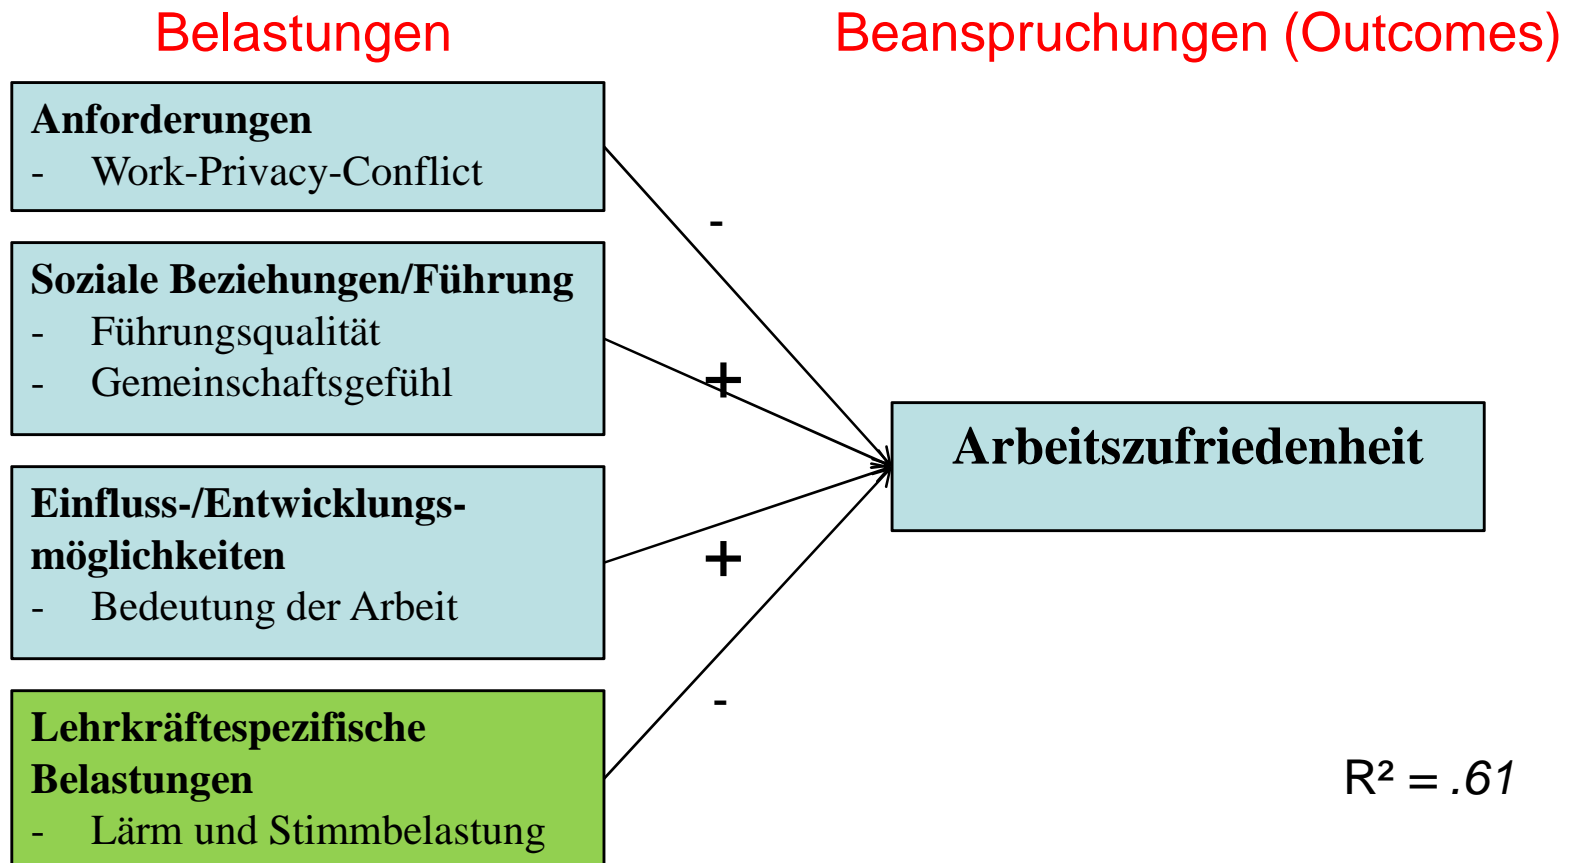 Belastungen
Beanspruchungen (Outcomes)
Anforderungen
- Work-Privacy-Conflict
-
Soziale Beziehungen/Führung
- Führungsqualität
- Gemeinschaftsgefühl
+
Arbeitszufriedenheit
Einfluss-/Entwicklungs-
möglichkeiten
- Bedeutung der Arbeit
+
-
Lehrkräftespezifische
Belastungen
- Lärm und Stimmbelastung
R² = .61